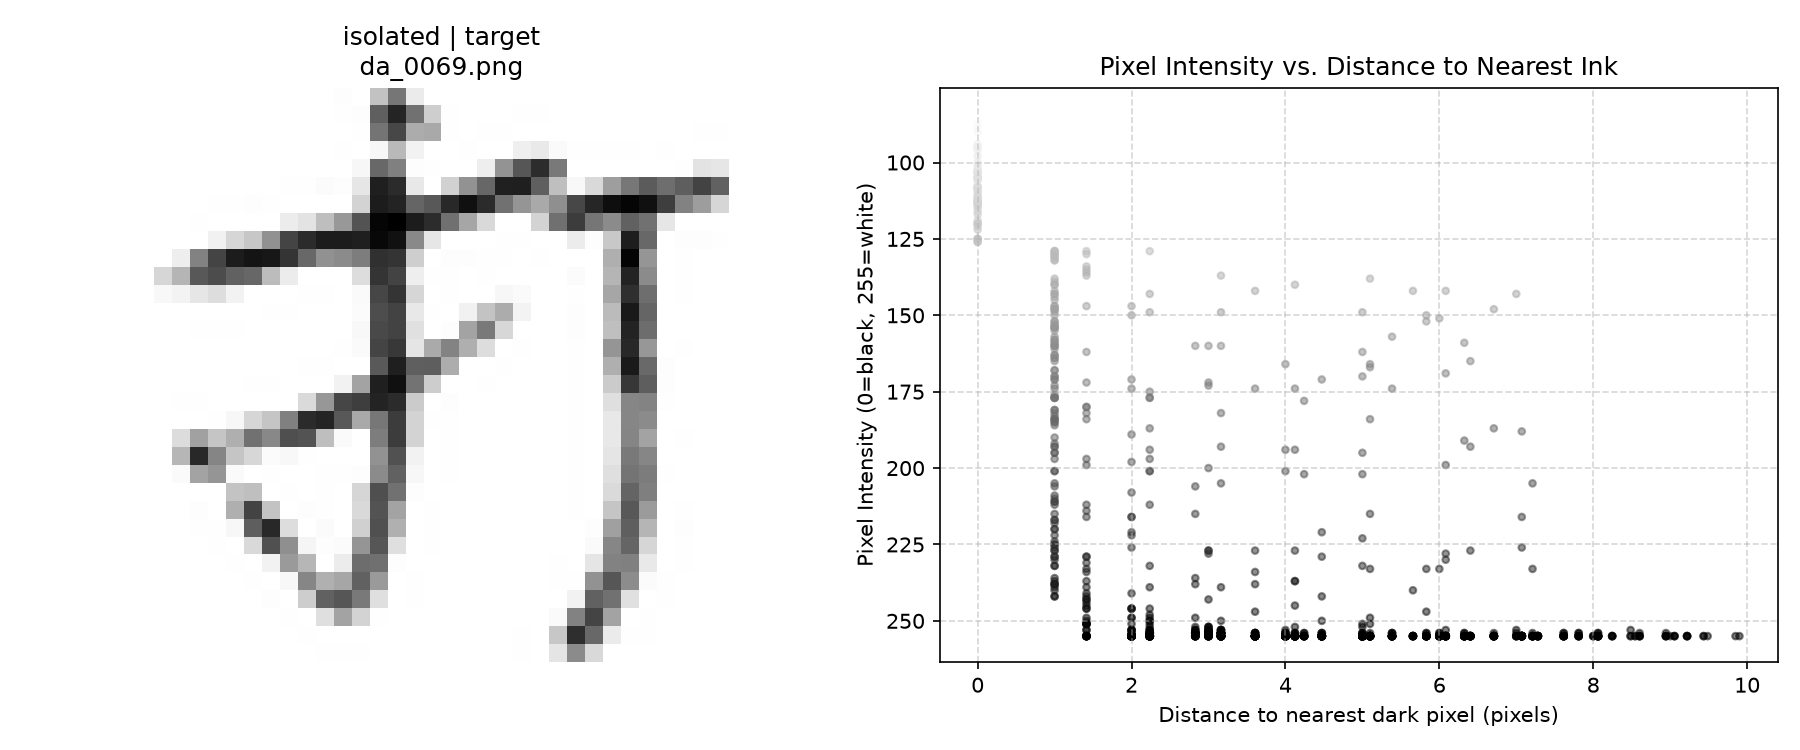 isolated | target
da_0069.png
打
Pixel Intensity vs. Distance to Nearest Ink
Pixel Intensity (0=black, 255=white)
100
125
150
175
200
225
250
0 2 4 6 8 10
Distance to nearest dark pixel (pixels)